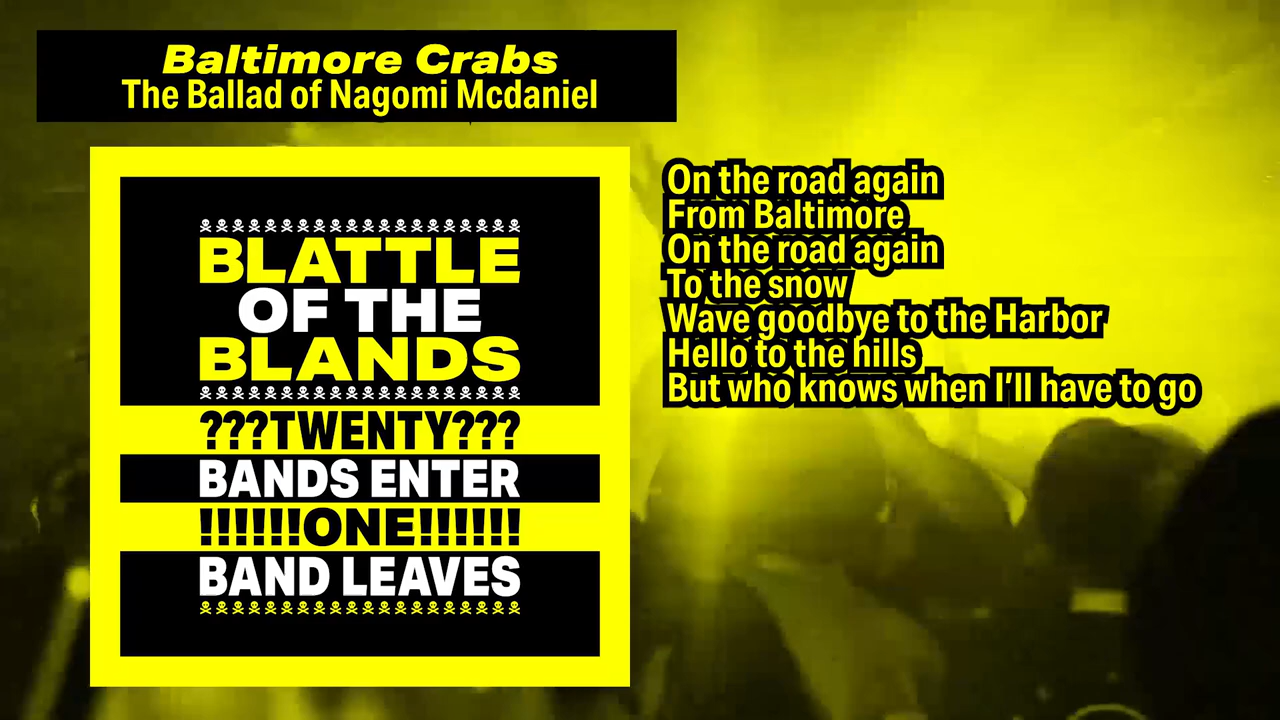 Baltimore Crabs
The Ballad of Nagomi Mcdaniel
BLATTLE
OF THE
BLANDS
???TWENTY???
BANDS ENTER
!!!!!!ONE!!!!!!
BAND LEAVES
On the road again
From Baltimore
On the road again
To the snow
Wave goodbye to the Harbor
Hello to the hills
But who knows when I’ll have to go